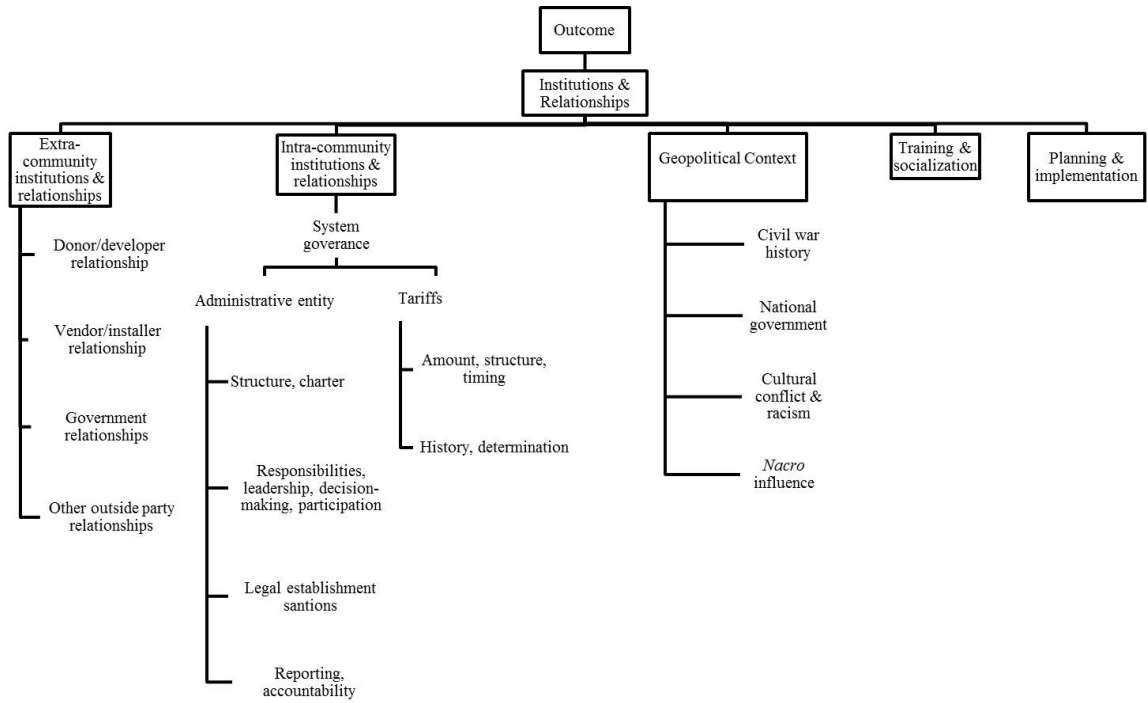 Outcome
Institutions &
Relationships
Extra-
community
institutions &
relationships
Intra-community
institutions &
relationships
Geopolitical Context
Training &
socialization
Planning &
implementation
Donor/developer
relationship
Vendor/installer
relationship
Government
relationships
Other outside party
relationships
System
goverance
Administrative entity
Structure, charter
Responsibilities,
leadership, decision-
making, participation
Legal establishment
santions
Reporting,
accountability
Tariffs
Amount, structure,
timing
History, determination
Civil war
history
National
government
Cultural
conflict &
racism
Nacro
influence